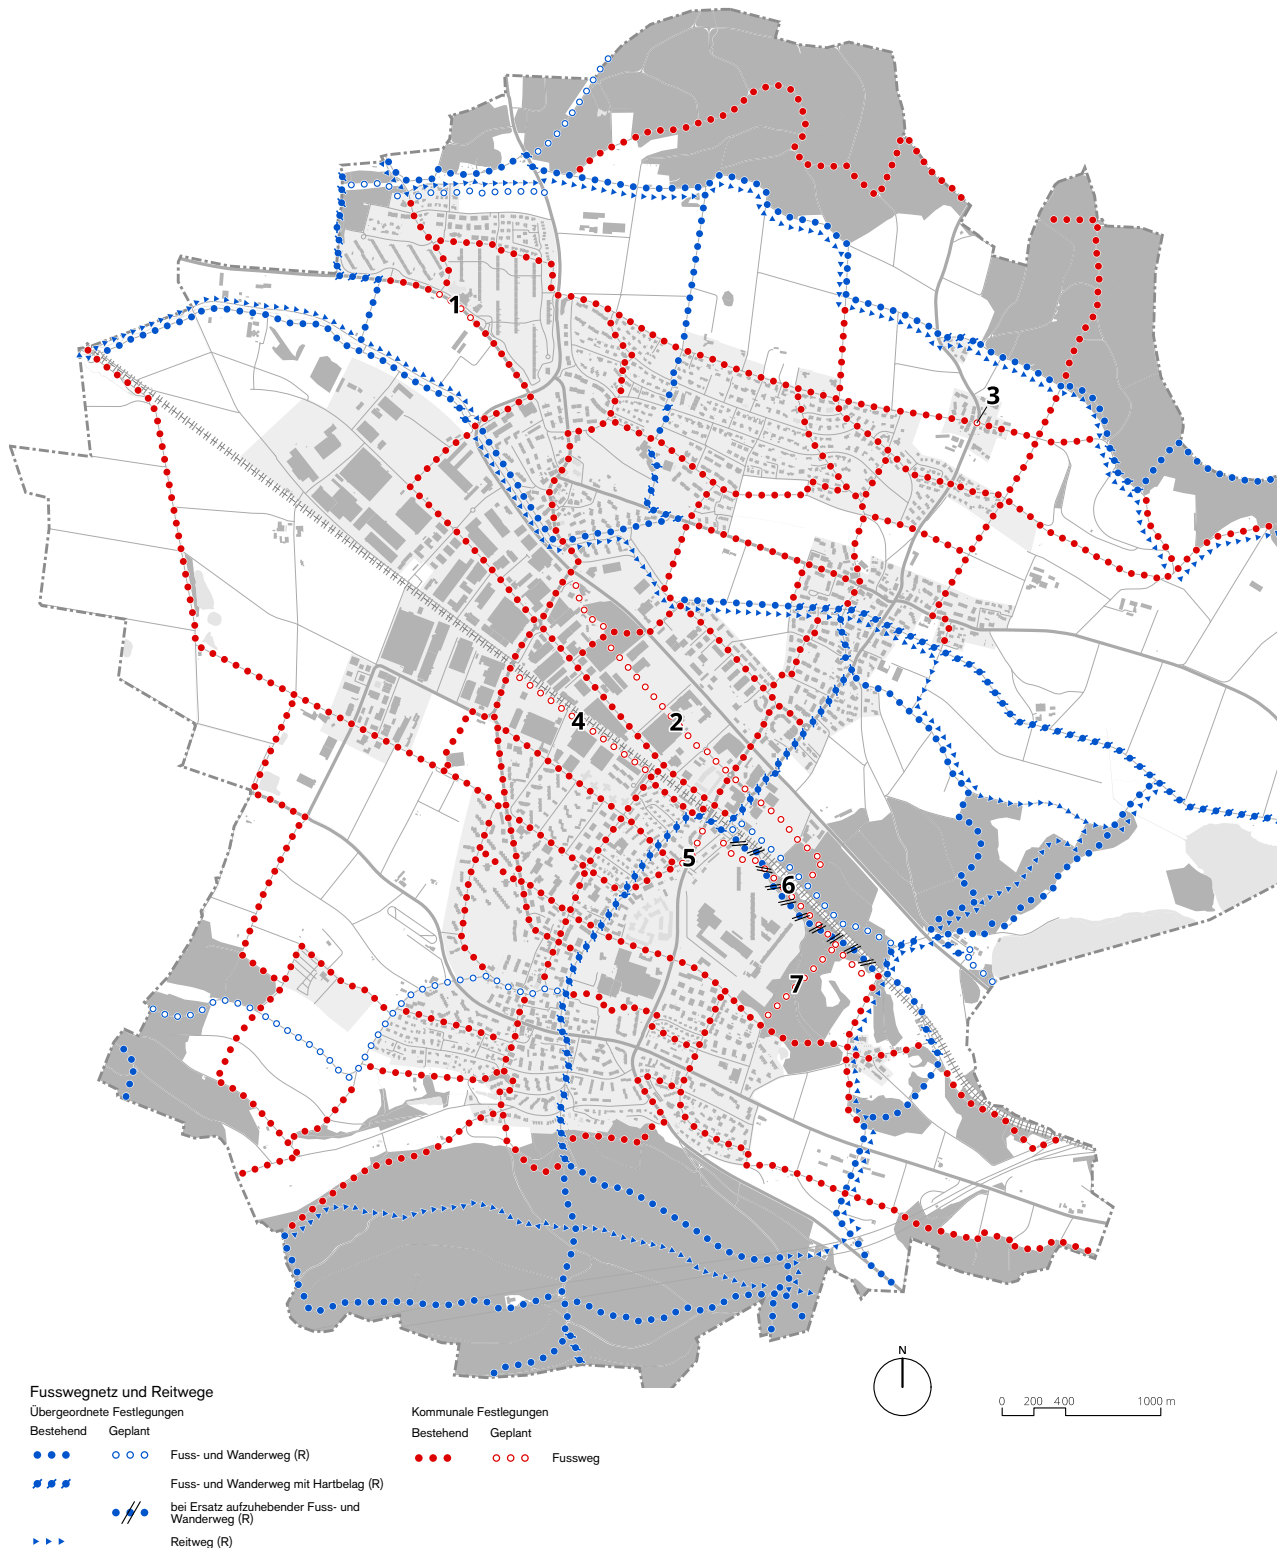 1
3
2
4
5
6
7
N
0 200 400 1000 m
Fusswegnetz und Reitwege
Übergeordnete Festlegungen
Bestehend Geplant
Fuss- und Wanderweg (R)
Fuss- und Wanderweg mit Hartbelag (R)
bei Ersatz aufzuhebender Fuss- und
Wanderweg (R)
Reitweg (R)
Kommunale Festlegungen
Bestehend Geplant
Fussweg